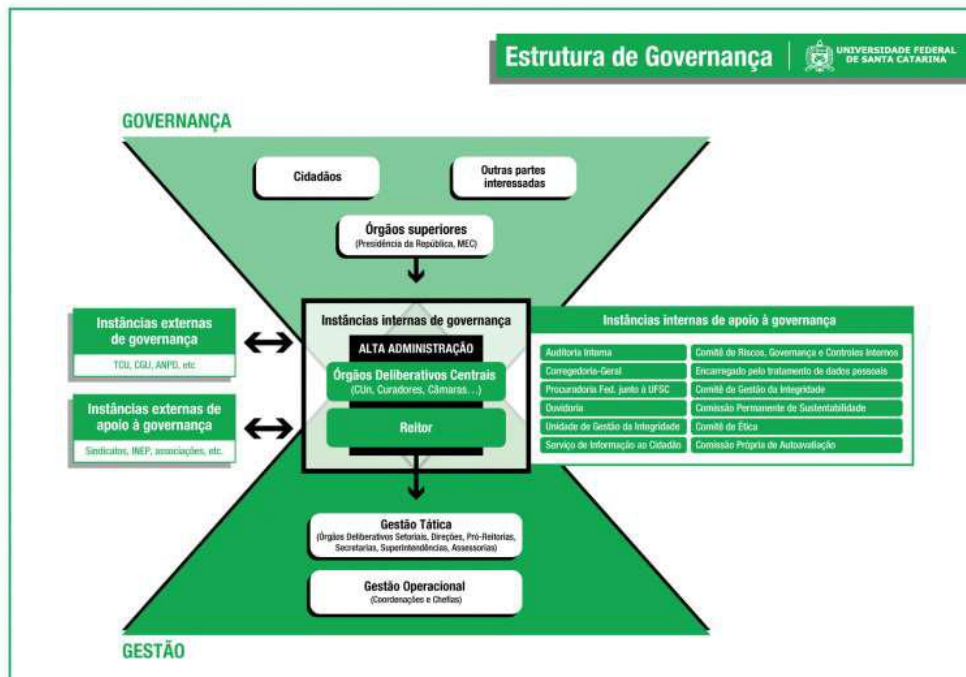 Estrutura de Governança
UNIVERSIDADE FEDERAL
DE SANTA CATARINA
GOVERNANÇA
Cidadãos
Outras partes
interessadas
Órgãos superiores
(Presidência da República, MEC)
Instâncias externas
de governança
TCU, CGU, ANPD, etc
Instâncias externas de
apoio à governança
Sindicatos, INEP, associações, etc.
Instâncias internas de governança
ALTA ADMINISTRAÇÃO
Órgãos Deliberativos Centrais
(CUn, Curadores, Câmaras...)
Reitor
Instâncias internas de apoio à governança
Auditoria Interna
Corregedoria-Geral
Procuradoria Fed. junto à UFSC
Ouvidoria
Unidade de Gestão da Integridade
Serviço de Informação ao Cidadão
Comitê de Riscos, Governança e Controles Internos
Encarregado pelo tratamento de dados pessoais
Comitê de Gestão da Integridade
Comissão Permanente de Sustentabilidade
Comitê de Ética
Comissão Própria de Autoavaliação
Gestão Tática
(Órgãos Deliberativos Setoriais, Direções, Pró-Reitorias,
Secretarias, Superintendências, Assessorias)
Gestão Operacional
(Coordenações e Chefias)
GESTÃO